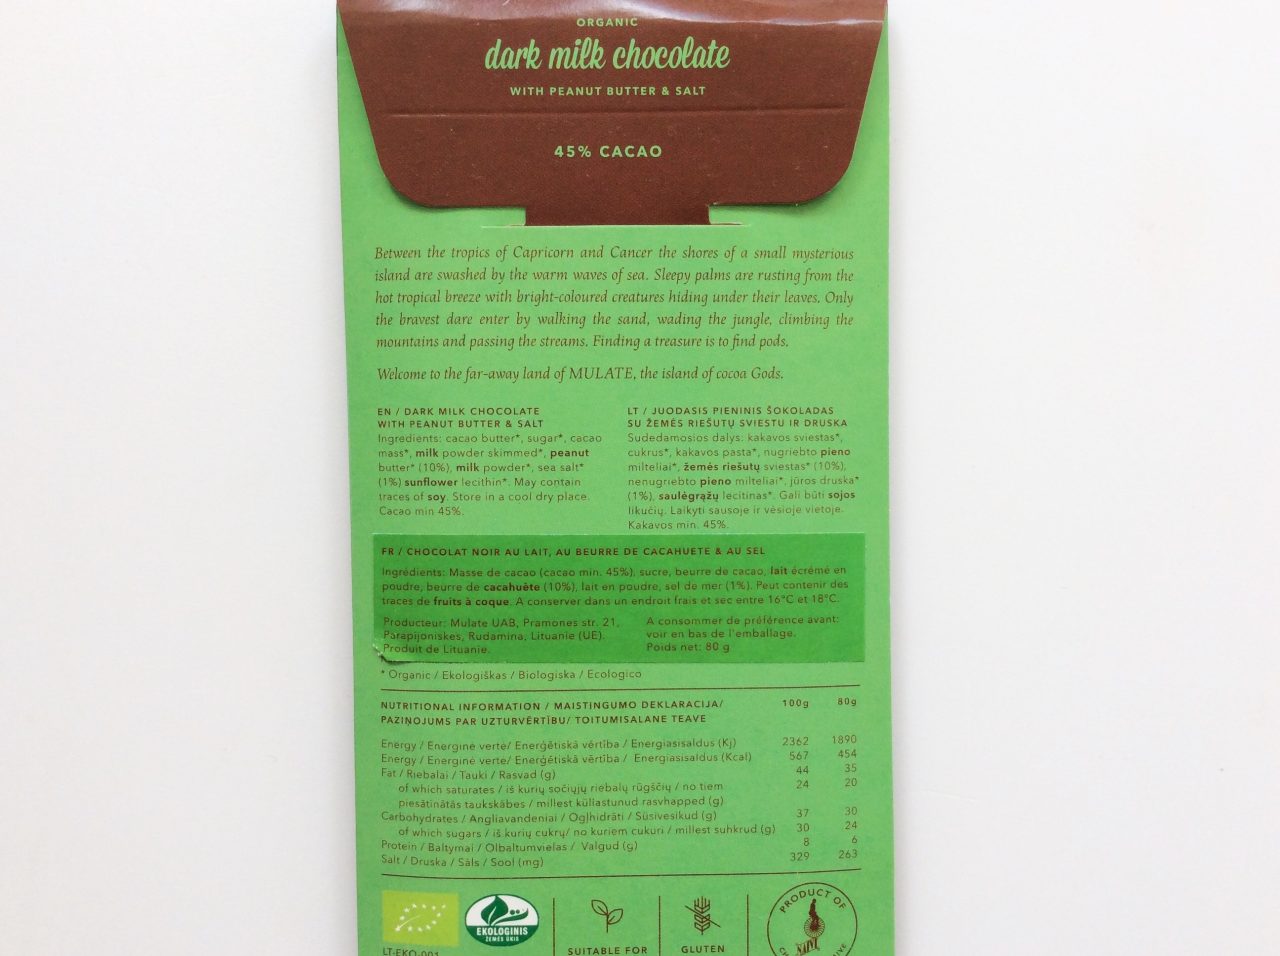 ORGANIC
dark milk chocolate
WITH PEANUT BUTTER & SALT
45% CACAO
Between the tropics of Capricorn and Cancer the shores of a small mysterious
island are swashed by the warm waves of sea. Sleepy palms are rusting from the
hot tropical breeze with bright-coloured creatures hiding under their leaves. Only
the bravest dare enter by walking the sand, wading the jungle, climbing the
mountains and passing the streams. Finding a treasure is to find pods.
Welcome to the far-away land of MULATE, the island of cocoa Gods.
EN / DARK MILK CHOCOLATE
WITH PEANUT BUTTER & SALT
Ingredients: cacao butter*, sugar*, cacao
mass*, milk powder skimmed*, peanut
butter* (10%), milk powder*, sea salt*
(1%) sunflower lecithin*. May contain
traces of soy. Store in a cool dry place.
Cacao min 45%.
LT / JUODASIS PIENINIS ŠOKOLADAS
SU ŽEMĖS RIEŠUTŲ SVIESTU IR DRUSKA
Sudedamosios dalys: kakavos sviestas*,
cukrus*, kakavos pasta*, nugriebto pieno
milteliai*, žemės riešutų sviestas* (10%),
nenugriebto pieno milteliai*, jūros druska*
(1%), saulėgrąžų lecitinas*. Gali būti sojos
likučių. Laikyti sausoje ir vėsioje vietoje.
Kakavos min. 45%.
FR / CHOCOLAT NOIR AU LAIT, AU BEURRE DE CACAHUETE & AU SEL
Ingrédients: Masse de cacao (cacao min. 45%), sucre, beurre de cacao, lait écrémé en
poudre, beurre de cacahuète (10%), lait en poudre, sel de mer (1%). Peut contenir des
traces de fruits à coque. A conserver dans un endroit frais et sec entre 16°C et 18°C.
Producteur: Mulate UAB, Pramones str. 21,
Parapijoniskes, Rudamina, Lituanie (UE).
Produit de Lituanie.
A consommer de préférence avant:
voir en bas de l'emballage.
Poids net: 80 g
* Organic / Ekologiškas / Biologiska / Ecologico
NUTRITIONAL INFORMATION / MAISTINGUMO DEKLARACIJA/ 100g 80g
PAZIŅOJUMS PAR UZTURVĒRTĪBU/ TOITUMISALANE TEAVE
Energy / Energinė vertė/ Enerģētiskā vērtība / Energiasisaldus (Kj) 2362 1890
Energy / Energinė vertė/ Enerģētiskā vērtība / Energiasisaldus (Kcal) 567 454
Fat / Riebalai / Tauki / Rasvad (g) 44 35
of which saturates / iš kurių sočiųjų riebalų rūgščių / no tiem 24 20
piesātinātās taukskābes / millest küllastunud rasvhapped (g)
Carbohydrates / Angliavandeniai / Ogļhidrāti / Süsivesikud (g) 37 30
of which sugars / iš kurių cukrų/ no kuriem cukuri / millest suhkrud (g) 30 24
Protein / Baltymai / Olbaltumvielas / Valgud (g) 8 6
Salt / Druska / Sāls / Sool (mg) 329 263
EKOLOGINIS
ŽEMĖS ŪKIS
LT-EKO-001
SUITABLE FOR
GLUTEN
PRODUCT OF
NAIVE